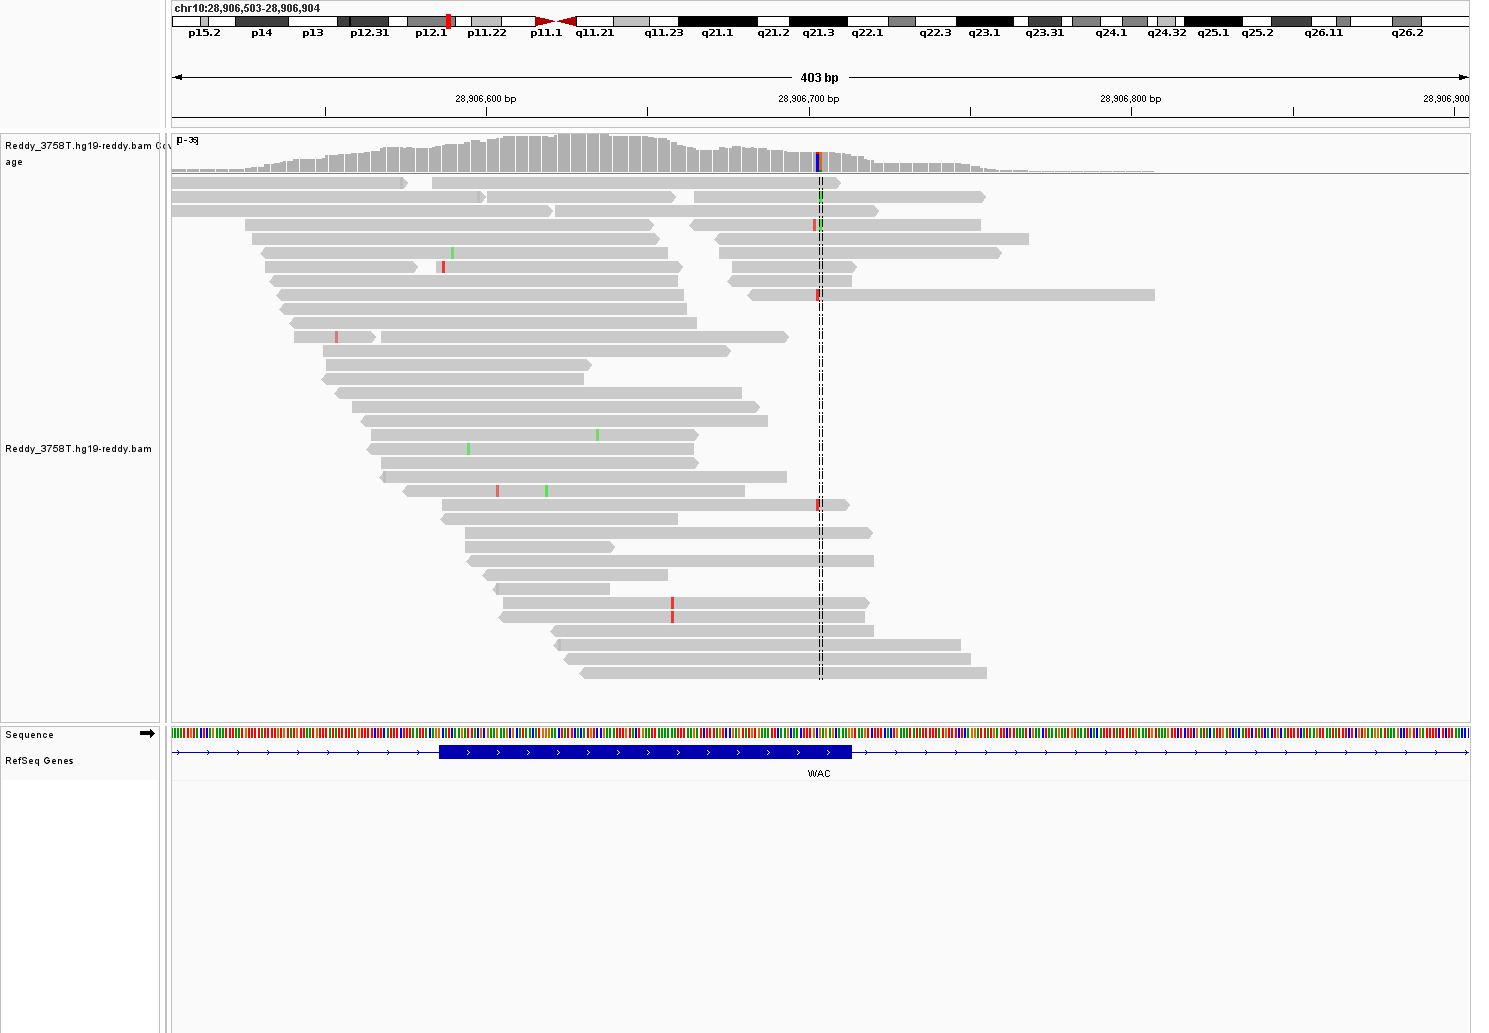 chr10:28,906,503-28,906,904
p15.2 p14 p13 p12.31 p12.1 p11.22 p11.1 q11.21 q11.23 q21.1 q21.2 q21.3 q22.1 q22.3 q23.1 q23.31 q24.1 q24.32 q25.1 q25.2 q26.11 q26.2
403 bp
28,906,600 bp 28,906,700 bp 28,906,800 bp 28,906,900
Reddy_3758T.hg19-reddy.bam Cov
age
Reddy_3758T.hg19-reddy.bam
Sequence
RefSeq Genes
WAC